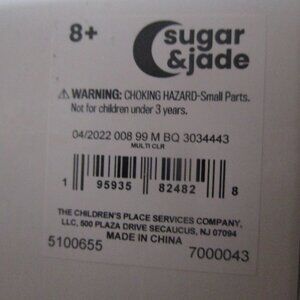 8+
sugar
&jade
⚠ WARNING: CHOKING HAZARD-Small Parts.
Not for children under 3 years.
04/2022 008 99 M BQ 3034443
MULTI CLR
1 95935 82482 8
THE CHILDREN'S PLACE SERVICES COMPANY,
LLC, 500 PLAZA DRIVE SECAUCUS, NJ 07094
MADE IN CHINA
5100655 7000043